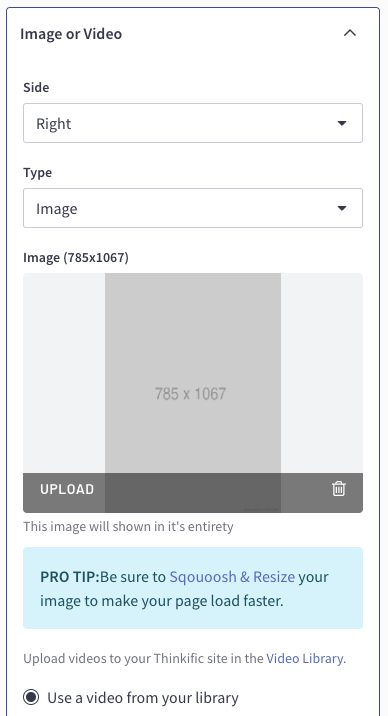 Image or Video
Side
Right
Type
Image
Image (785x1067)
785 x 1067
UPLOAD
This image will shown in it's entirety
PRO TIP:Be sure to Sqouoosh & Resize your
image to make your page load faster.
Upload videos to your Thinkific site in the Video Library.
Use a video from your library